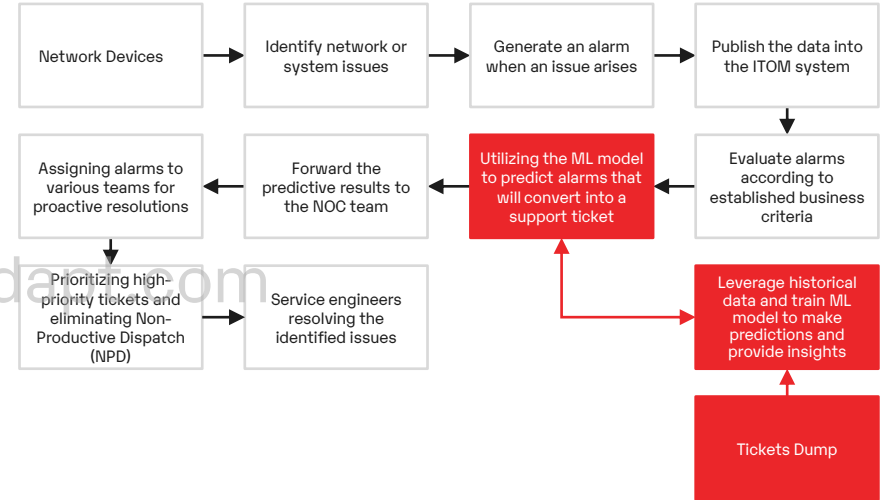 Network Devices
Identify network or
system issues
Generate an alarm
when an issue arises
Publish the data into
the ITOM system
Evaluate alarms
according to
established business
criteria
Utilizing the ML model
to predict alarms that
will convert into a
support ticket
Forward the
predictive results to
the NOC team
Assigning alarms to
various teams for
proactive resolutions
Prioritizing high-
priority tickets and
eliminating Non-
Productive Dispatch
(NPD)
Service engineers
resolving the
identified issues
Leverage historical
data and train ML
model to make
predictions and
provide insights
Tickets Dump
dapt.com